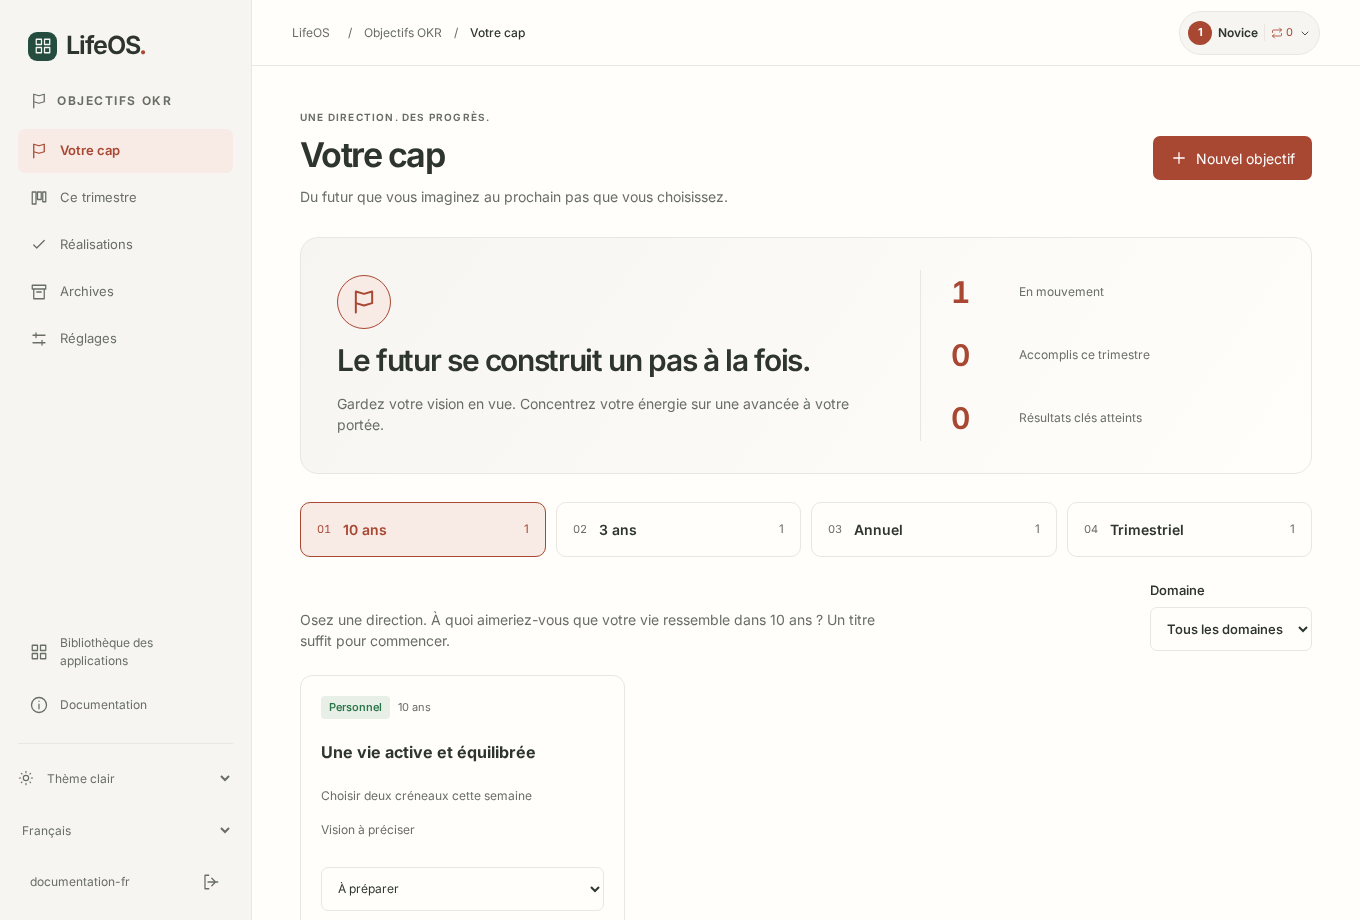 LifeOS.
OBJECTIFS OKR
Votre cap
Ce trimestre
Réalisations
Archives
Réglages
Bibliothèque des
applications
Documentation
Thème clair
Français
documentation-fr
LifeOS / Objectifs OKR / Votre cap
1 Novice 0
UNE DIRECTION. DES PROGRÈS.
Votre cap
Nouvel objectif
Du futur que vous imaginez au prochain pas que vous choisissez.
Le futur se construit un pas à la fois.
Gardez votre vision en vue. Concentrez votre énergie sur une avancée à votre
portée.
1 En mouvement
0 Accomplis ce trimestre
0 Résultats clés atteints
01 10 ans 1
02 3 ans 1
03 Annuel 1
04 Trimestriel 1
Osez une direction. À quoi aimeriez-vous que votre vie ressemble dans 10 ans ? Un titre
suffit pour commencer.
Domaine
Tous les domaines
Personnel 10 ans
Une vie active et équilibrée
Choisir deux créneaux cette semaine
Vision à préciser
À préparer